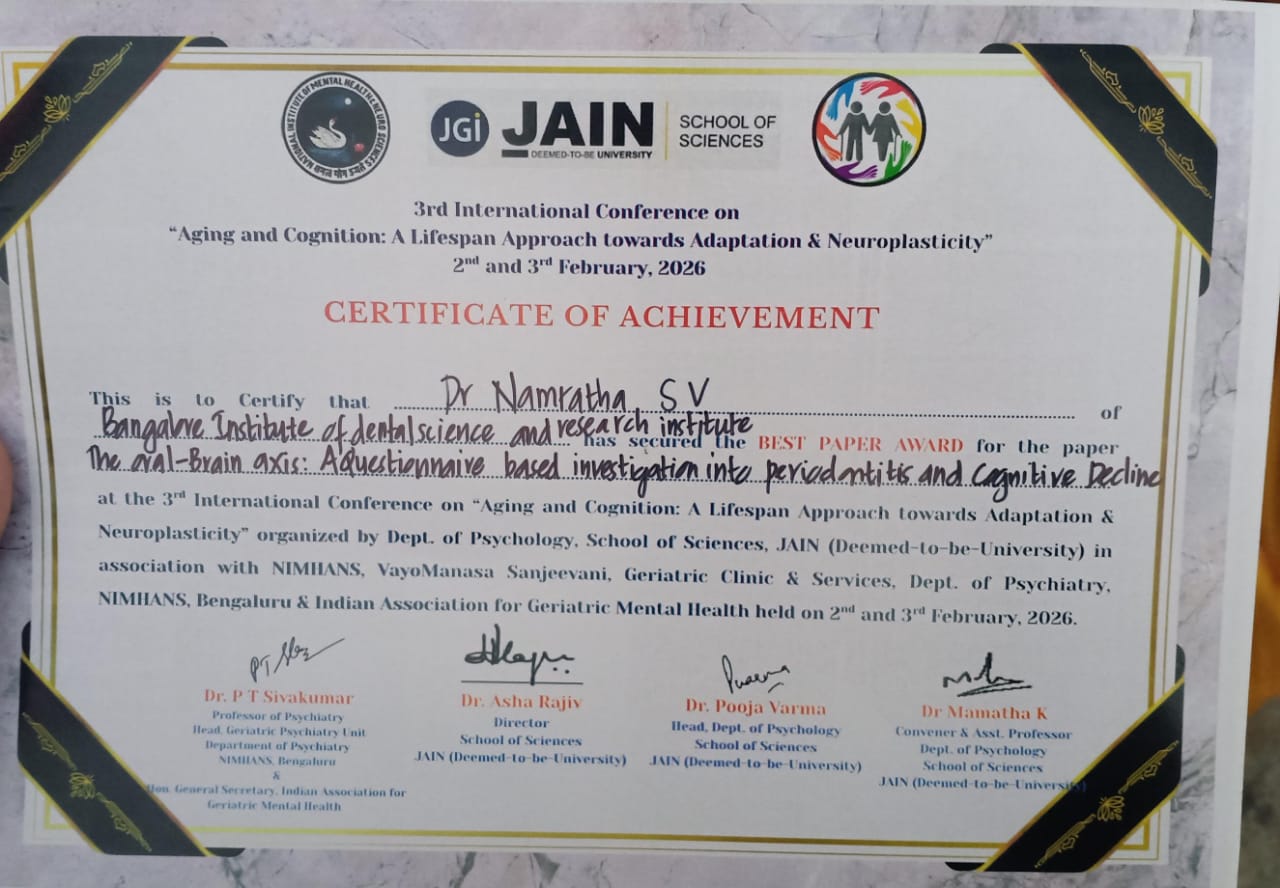 NATIONAL INSTITUTE OF MENTAL HEALTH & NEURO SCIENCES
JGi JAIN SCHOOL OF
DEEMED-TO-BE UNIVERSITY SCIENCES
3rd International Conference on
“Aging and Cognition: A Lifespan Approach towards Adaptation & Neuroplasticity”
2nd and 3rd February, 2026
CERTIFICATE OF ACHIEVEMENT
This is to Certify that Dr Namratha S V of
Bangalore Institute of dental science and research institute has secured the BEST PAPER AWARD for the paper
The oral-Brain axis: A Questionnaire based investigation into periodontitis and Cognitive Decline
at the 3rd International Conference on “Aging and Cognition: A Lifespan Approach towards Adaptation &
Neuroplasticity” organized by Dept. of Psychology, School of Sciences, JAIN (Deemed-to-be-University) in
association with NIMHANS, VayoManasa Sanjeevani, Geriatric Clinic & Services, Dept. of Psychiatry,
NIMHANS, Bengaluru & Indian Association for Geriatric Mental Health held on 2nd and 3rd February, 2026.
Dr. P T Sivakumar
Professor of Psychiatry
Head, Geriatric Psychiatry Unit
Department of Psychiatry
NIMHANS, Bengaluru
&
Hon. General Secretary, Indian Association for
Geriatric Mental Health
Dr. Asha Rajiv
Director
School of Sciences
JAIN (Deemed-to-be-University)
Dr. Pooja Varma
Head, Dept. of Psychology
School of Sciences
JAIN (Deemed-to-be-University)
Dr Mamatha K
Convener & Asst. Professor
Dept. of Psychology
School of Sciences
JAIN (Deemed-to-be-University)